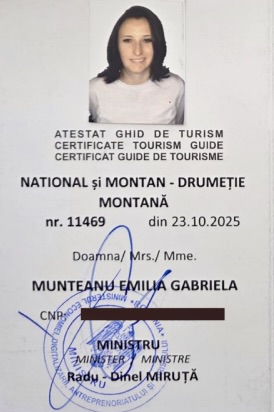 ATESTAT GHID DE TURISM
CERTIFICATE TOURISM GUIDE
CERTIFICAT GUIDE DE TOURISME
NATIONAL și MONTAN - DRUMEȚIE
MONTANĂ
nr. 11469 din 23.10.2025
Doamna/ Mrs./ Mme.
MUNTEANU EMILIA GABRIELA
CNP:
MINISTRU
MINISTER MINISTRE
Radu - Dinel MIRUȚĂ